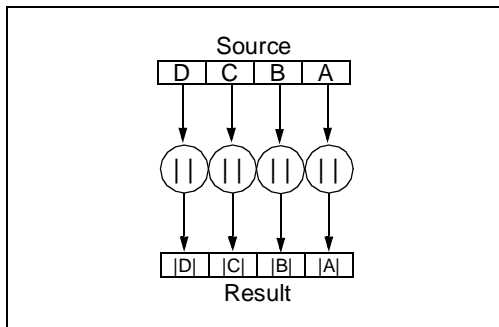 Source
D C B A
| | | | | | | |
|D| |C| |B| |A|
Result